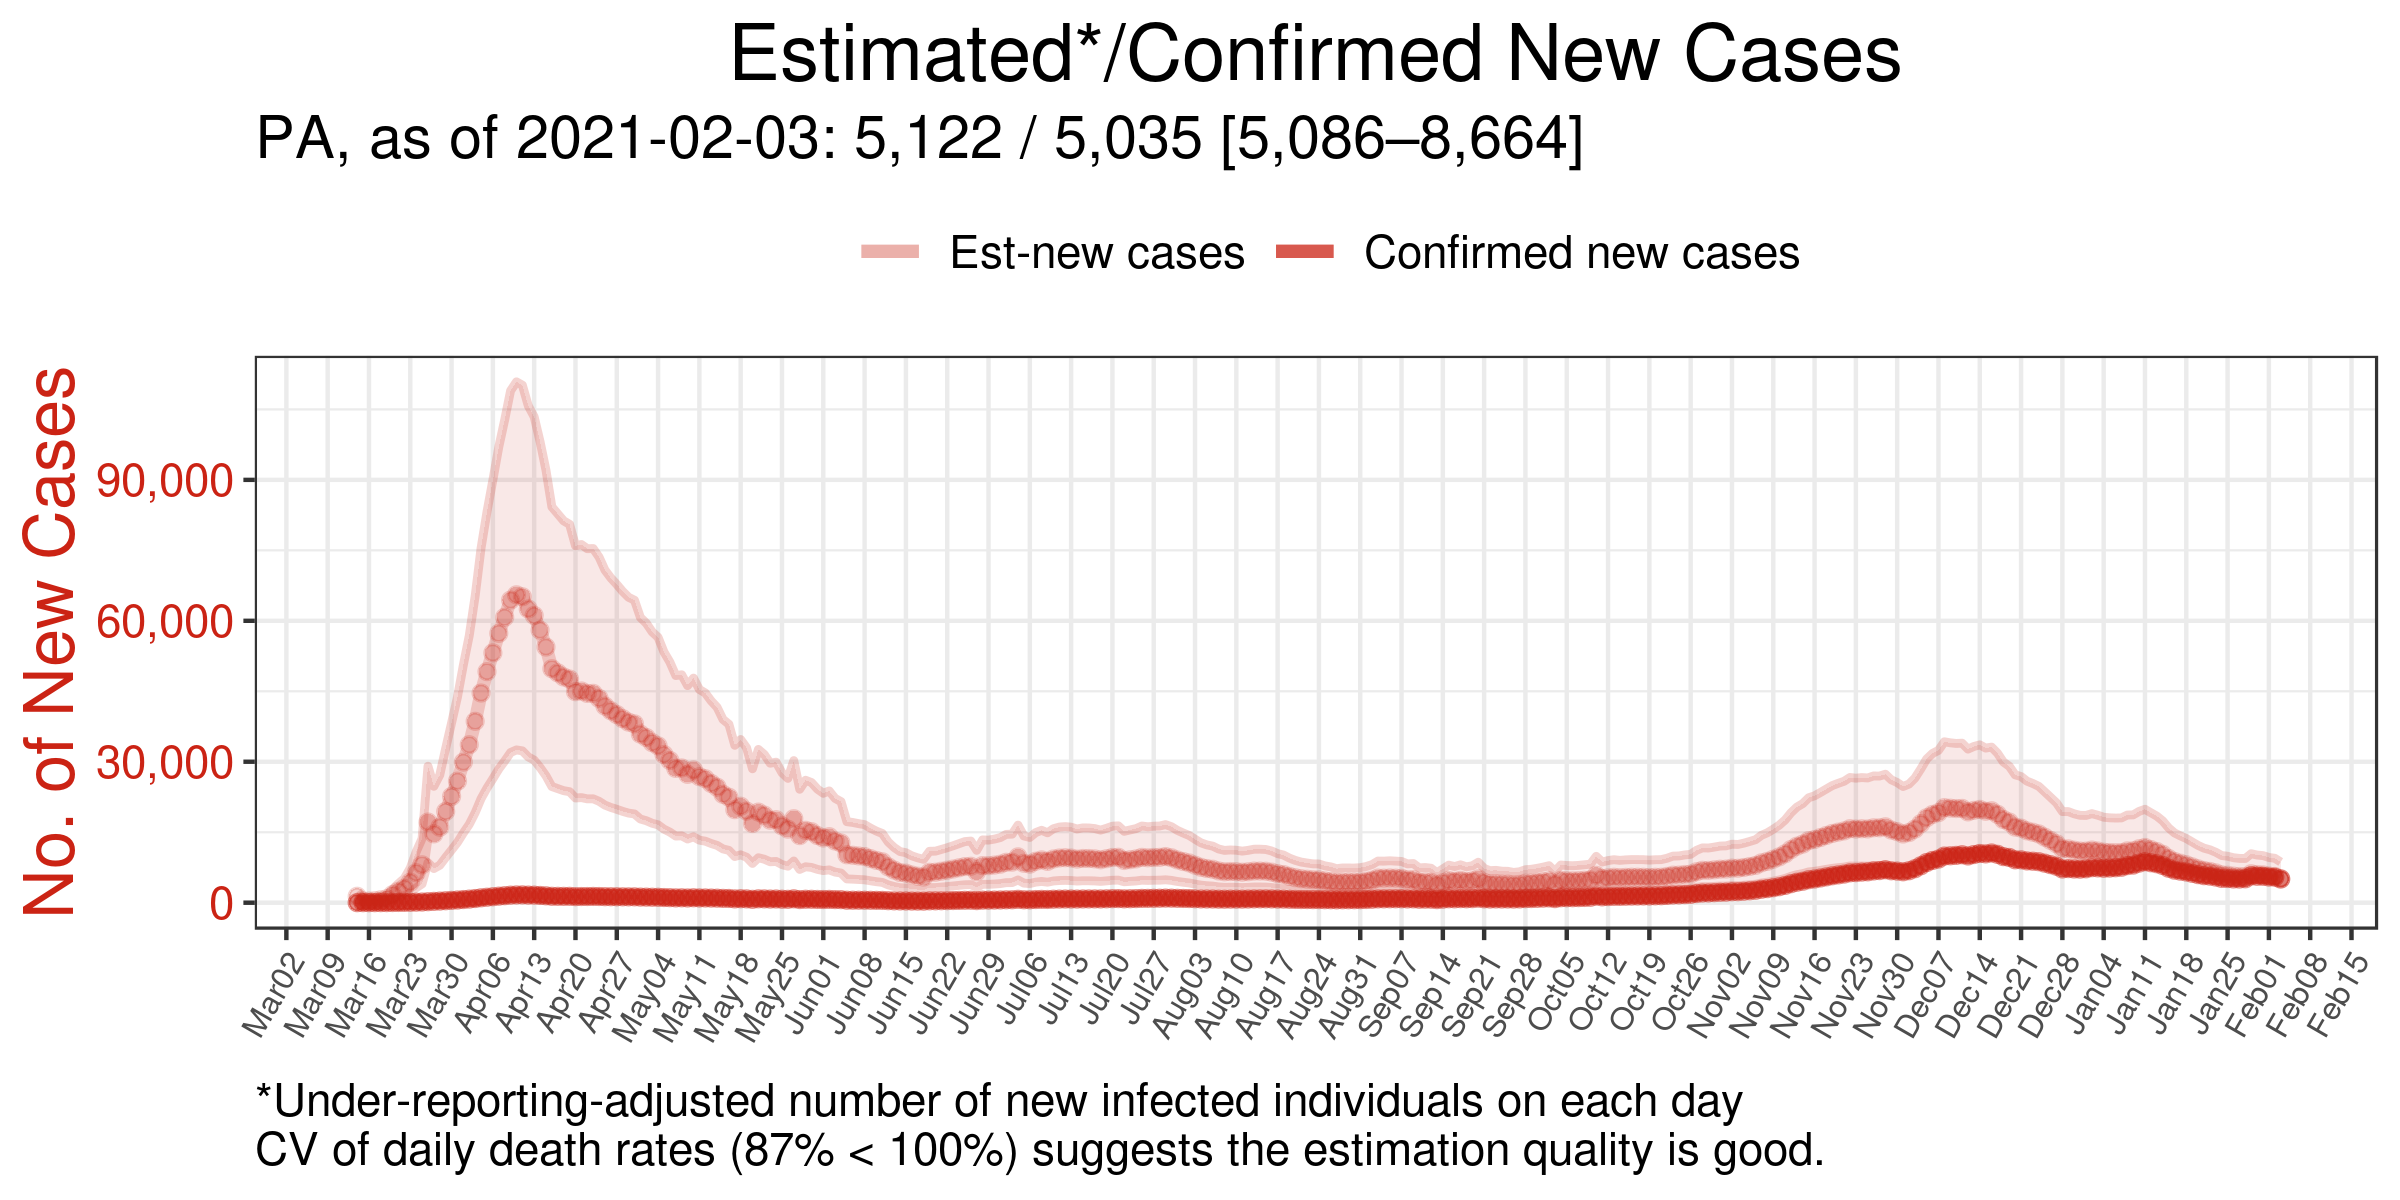 Estimated*/Confirmed New Cases
PA, as of 2021-02-03: 5,122 / 5,035 [5,086–8,664]
Est-new cases
Confirmed new cases
No. of New Cases
90,000
60,000
30,000
0
Mar02
Mar09
Mar16
Mar23
Mar30
Apr06
Apr13
Apr20
Apr27
May04
May11
May18
May25
Jun01
Jun08
Jun15
Jun22
Jun29
Jul06
Jul13
Jul20
Jul27
Aug03
Aug10
Aug17
Aug24
Aug31
Sep07
Sep14
Sep21
Sep28
Oct05
Oct12
Oct19
Oct26
Nov02
Nov09
Nov16
Nov23
Nov30
Dec07
Dec14
Dec21
Dec28
Jan04
Jan11
Jan18
Jan25
Feb01
Feb08
Feb15
*Under-reporting-adjusted number of new infected individuals on each day
CV of daily death rates (87% < 100%) suggests the estimation quality is good.